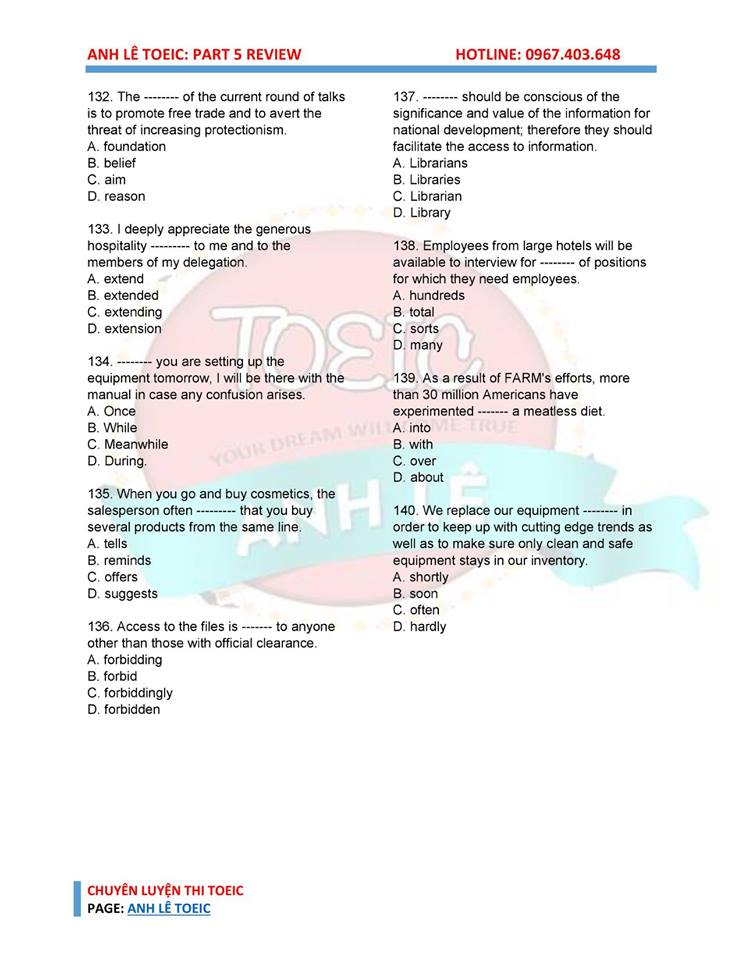 ANH LÊ TOEIC: PART 5 REVIEW HOTLINE: 0967.403.648
132. The -------- of the current round of talks
is to promote free trade and to avert the
threat of increasing protectionism.
A. foundation
B. belief
C. aim
D. reason
133. I deeply appreciate the generous
hospitality --------- to me and to the
members of my delegation.
A. extend
B. extended
C. extending
D. extension
134. -------- you are setting up the
equipment tomorrow, I will be there with the
manual in case any confusion arises.
A. Once
B. While
C. Meanwhile
D. During.
135. When you go and buy cosmetics, the
salesperson often --------- that you buy
several products from the same line.
A. tells
B. reminds
C. offers
D. suggests
136. Access to the files is ------- to anyone
other than those with official clearance.
A. forbidding
B. forbid
C. forbiddingly
D. forbidden
137. -------- should be conscious of the
significance and value of the information for
national development; therefore they should
facilitate the access to information.
A. Librarians
B. Libraries
C. Librarian
D. Library
138. Employees from large hotels will be
available to interview for -------- of positions
for which they need employees.
A. hundreds
B. total
C. sorts
D. many
139. As a result of FARM's efforts, more
than 30 million Americans have
experimented ------- a meatless diet.
A. into
B. with
C. over
D. about
140. We replace our equipment -------- in
order to keep up with cutting edge trends as
well as to make sure only clean and safe
equipment stays in our inventory.
A. shortly
B. soon
C. often
D. hardly
TOEIC
YOUR DREAM WILL COME TRUE
ANH LÊ
CHUYÊN LUYỆN THI TOEIC
PAGE: ANH LÊ TOEIC